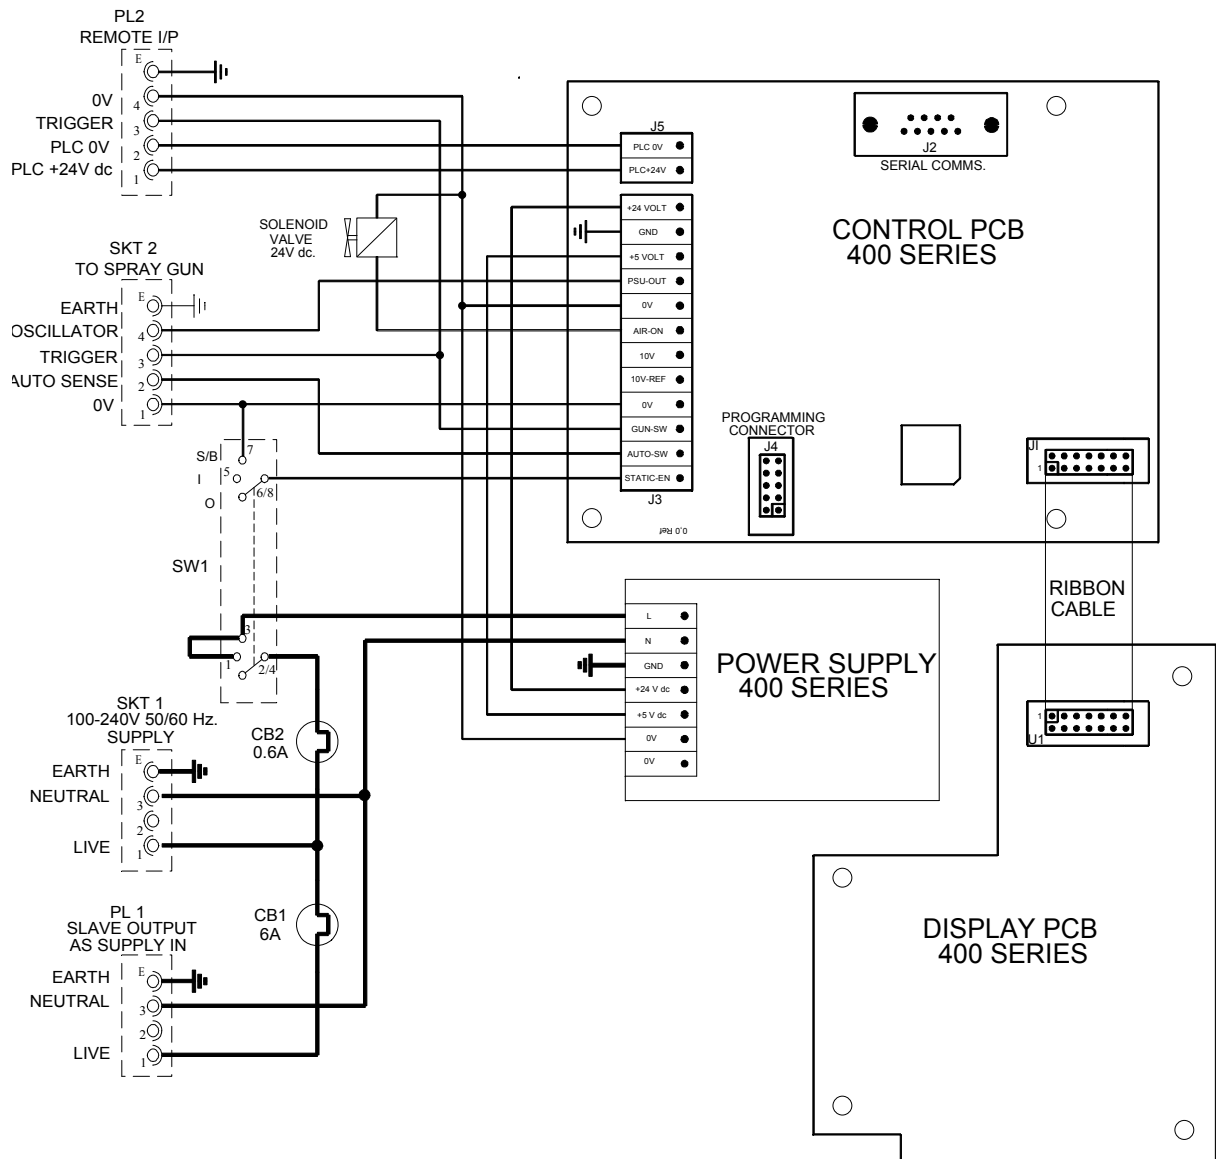 PL2
REMOTE I/P
E
0V
4
TRIGGER
3
PLC 0V
2
PLC +24V dc
1
SOLENOID
VALVE
24V dc.
SKT 2
TO SPRAY GUN
E
EARTH
OSCILLATOR
4
TRIGGER
3
AUTO SENSE
2
0V
1
S/B
7
5
I
6/8
O
SW1
3
1
2/4
SKT 1
100-240V 50/60 Hz.
SUPPLY
E
EARTH
NEUTRAL
3
2
LIVE
1
CB2
0.6A
PL 1
SLAVE OUTPUT
AS SUPPLY IN
E
EARTH
NEUTRAL
3
2
LIVE
1
CB1
6A
J5
PLC 0V
PLC+24V
+24 VOLT
GND
+5 VOLT
PSU-OUT
0V
AIR-ON
10V
10V-REF
0V
GUN-SW
AUTO-SW
STATIC-EN
J3
0,0 Ref
J2
SERIAL COMMS.
CONTROL PCB
400 SERIES
PROGRAMMING
CONNECTOR
J4
JI
1
RIBBON
CABLE
L
N
GND
+24 V dc
+5 V dc
0V
0V
POWER SUPPLY
400 SERIES
1
U1
DISPLAY PCB
400 SERIES